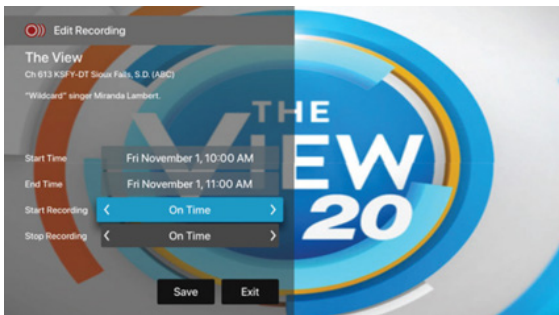 Edit Recording
The View
Ch 613 KSFY-DT Sioux Falls, S.D. (ABC)
"Wildcard" singer Miranda Lambert.
THE
VIEW
20
Start Time Fri November 1, 10:00 AM
End Time Fri November 1, 11:00 AM
Start Recording < On Time >
Stop Recording < On Time >
Save Exit